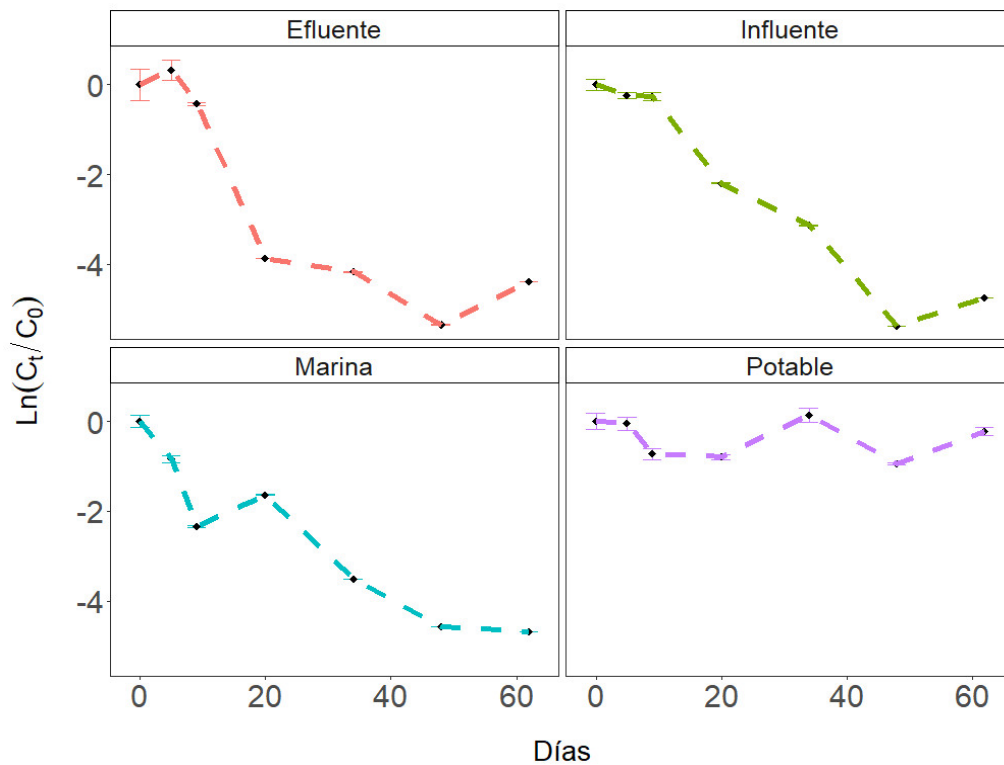 Efluente
Influente
0
-2
-4
Ln(Cₜ/C₀)
Marina
Potable
0
-2
-4
0 20 40 60
0 20 40 60
Días